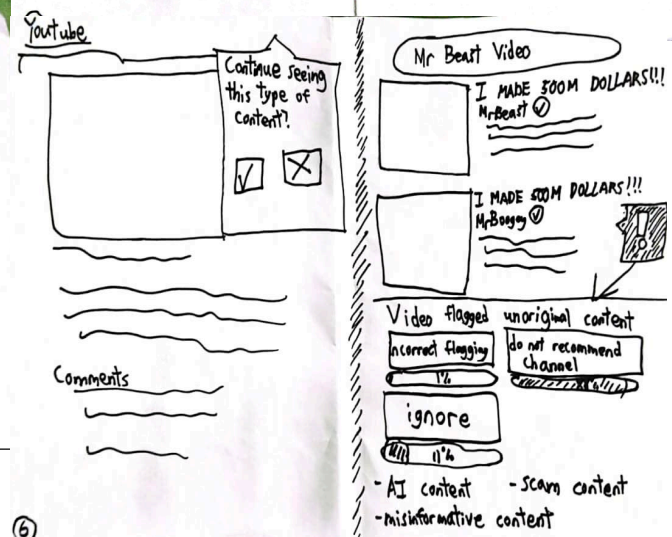 Youtube
Continue seeing
this type of
content?
Comments
6
Mr Beast Video
I MADE 500M DOLLARS!!!
MrBeast
I MADE 500M DOLLARS!!!
MrBoogey
!
Video flagged unoriginal content
ncorrect flagging
do not recommend
channel
1%
ignore
11%
- AI content - scam content
- misinformative content